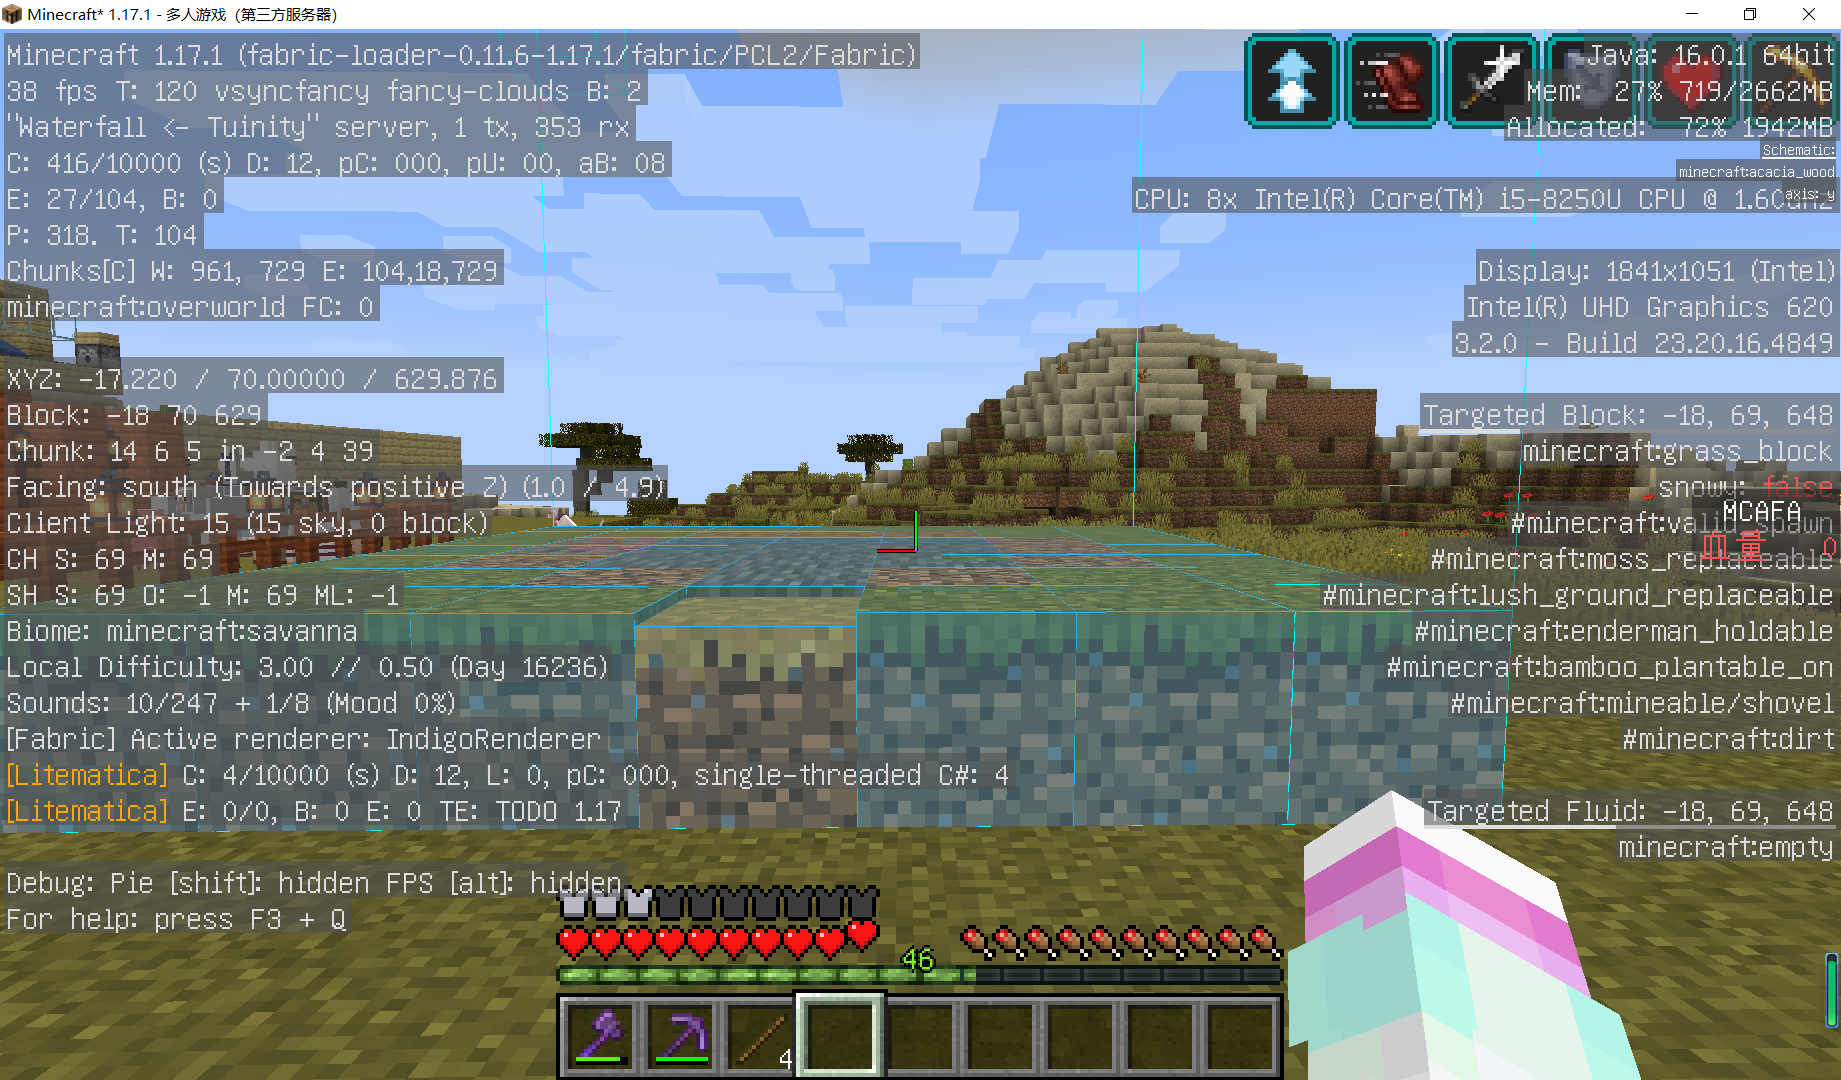 Minecraft* 1.17.1 - 多人游戏（第三方服务器）
Minecraft 1.17.1 (fabric-loader-0.11.6-1.17.1/fabric/PCL2/Fabric)
38 fps T: 120 vsyncfancy fancy-clouds B: 2
"Waterfall <- Tuinity" server, 1 tx, 353 rx
C: 416/10000 (s) D: 12, pC: 000, pU: 00, aB: 08
E: 27/104, B: 0
P: 318. T: 104
Chunks[C] W: 961, 729 E: 104,18,729
minecraft:overworld FC: 0
XYZ: -17.220 / 70.00000 / 629.876
Block: -18 70 629
Chunk: 14 6 5 in -2 4 39
Facing: south (Towards positive Z) (1.0 / 4.9)
Client Light: 15 (15 sky, 0 block)
CH S: 69 M: 69
SH S: 69 O: -1 M: 69 ML: -1
Biome: minecraft:savanna
Local Difficulty: 3.00 // 0.50 (Day 16236)
Sounds: 10/247 + 1/8 (Mood 0%)
[Fabric] Active renderer: IndigoRenderer
[Litematica] C: 4/10000 (s) D: 12, L: 0, pC: 000, single-threaded C#: 4
[Litematica] E: 0/0, B: 0 E: 0 TE: TODO 1.17
Debug: Pie [shift]: hidden FPS [alt]: hidden
For help: press F3 + Q
Java: 16.0.1 64bit
Mem: 27% 719/2662MB
Allocated: 72% 1942MB
Schematic:
minecraft:acacia_wood
axis: y
CPU: 8x Intel(R) Core(TM) i5-8250U CPU @ 1.60GHz
Display: 1841x1051 (Intel)
Intel(R) UHD Graphics 620
3.2.0 - Build 23.20.16.4849
Targeted Block: -18, 69, 648
minecraft:grass_block
snowy: false
MCAFA
#minecraft:valid_spawn
血量 0
#minecraft:moss_replaceable
#minecraft:lush_ground_replaceable
#minecraft:enderman_holdable
#minecraft:bamboo_plantable_on
#minecraft:mineable/shovel
#minecraft:dirt
Targeted Fluid: -18, 69, 648
minecraft:empty
46
4